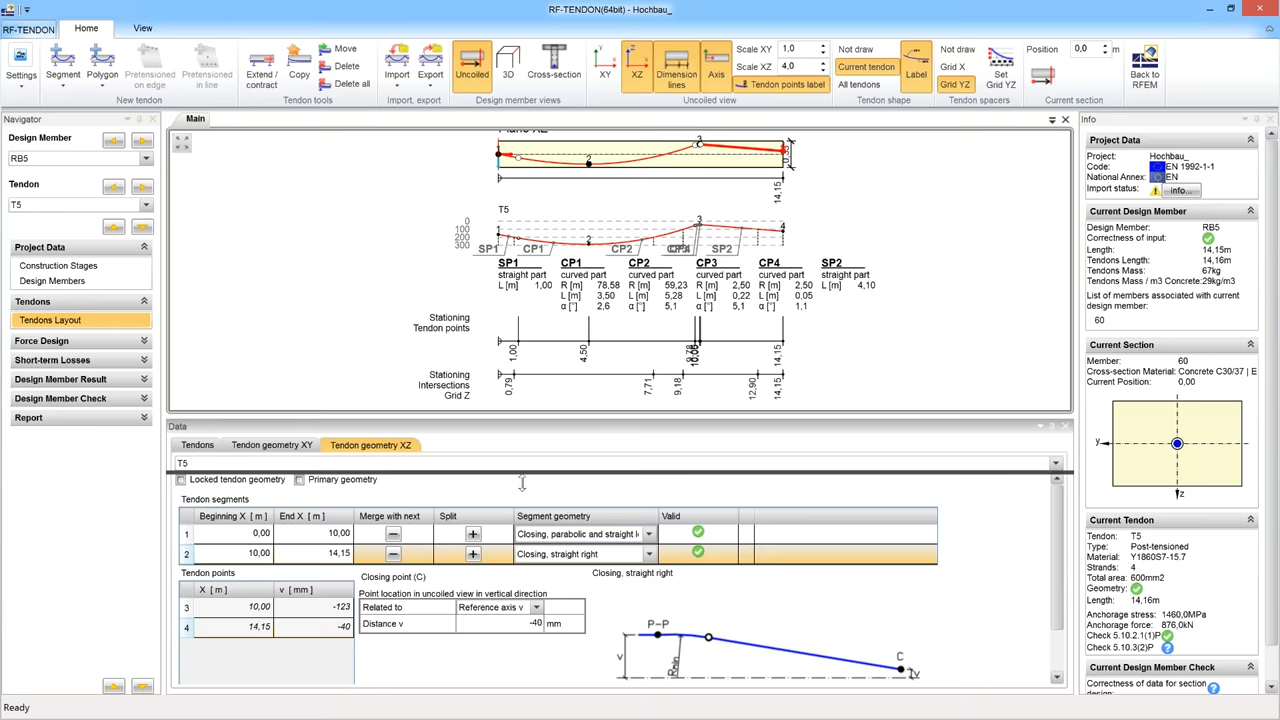 RF-TENDON(64bit) - Hochbau_
RF-TENDON Home View
Settings
Segment
Polygon
Pretensioned on edge
Pretensioned in line
New tendon
Extend / contract
Copy
Move
Delete
Delete all
Tendon tools
Import
Export
Import, export
Uncoiled
3D
Cross-section
Design member views
XY
XZ
Dimension lines
Axis
Scale XY 1,0
Scale XZ 4,0
Tendon points label
Uncoiled view
Not draw
Current tendon
All tendons
Label
Tendon shape
Not draw
Grid X
Grid YZ
Set Grid YZ
Tendon spacers
Position 0,0 m
Current section
Back to RFEM
Navigator
Design Member
RB5
Tendon
T5
Project Data
Construction Stages
Design Members
Tendons
Tendons Layout
Force Design
Short-term Losses
Design Member Result
Design Member Check
Report
Main
3
2
14,15
T5
0
100
200
300
2
3
4
SP1 CP1 CP2 SP2
SP1 CP1 CP2 CP3 CP4 SP2
straight part curved part curved part curved part curved part straight part
L [m] 1,00 R [m] 78,58 R [m] 59,23 R [m] 2,50 R [m] 2,50 L [m] 4,10
L [m] 3,50 L [m] 5,28 L [m] 0,22 L [m] 0,05
α [°] 2,6 α [°] 5,1 α [°] 5,1 α [°] 1,1
Stationing
Tendon points
1,00 4,50 14,15
Stationing
Intersections
Grid Z
0,79 7,71 9,18 12,90 14,15
Data
Tendons Tendon geometry XY Tendon geometry XZ
T5
Locked tendon geometry Primary geometry
Tendon segments
Beginning X [ m ] End X [ m ] Merge with next Split Segment geometry Valid
1 0,00 10,00 Closing, parabolic and straight l
2 10,00 14,15 Closing, straight right
Tendon points
X [ m ] v [ mm ]
3 10,00 -123
4 14,15 -40
Closing point (C)
Point location in uncoiled view in vertical direction
Related to Reference axis v
Distance v -40 mm
Closing, straight right
P-P
C
v
Rmin
v
Info
Project Data
Project: Hochbau_
Code: EN 1992-1-1
National Annex: EN
Import status: info...
Current Design Member
Design Member: RB5
Correctness of input:
Design Member Length: 14,15m
Tendons Length: 14,16m
Tendons Mass: 67kg
Tendons Mass / m3 Concrete:29kg/m3
List of members associated with current
design member:
60
Current Section
Member: 60
Cross-section Material: Concrete C30/37 | E
Current Position: 0.00
y
z
Current Tendon
Tendon: T5
Type: Post-tensioned
Material: Y1860S7-15.7
Strands: 4
Total area: 600mm2
Geometry:
Length: 14,16m
Anchorage stress: 1460,0MPa
Anchorage force: 876,0kN
Check 5.10.2.1(1)P
Check 5.10.3(2)P
Current Design Member Check
Correctness of data for section
Ready